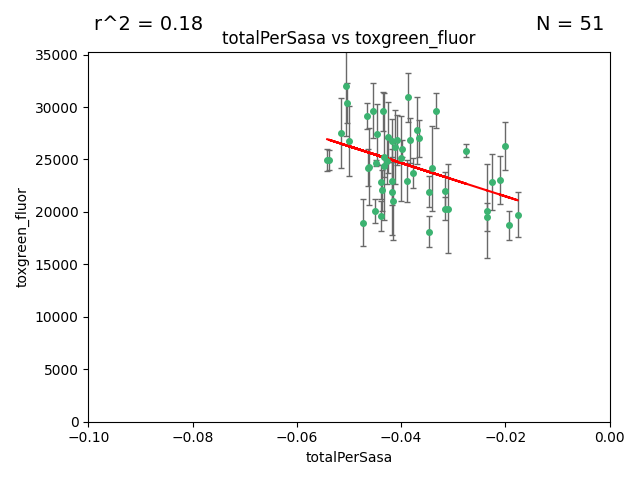 r^2 = 0.18
N = 51
totalPerSasa vs toxgreen_fluor
35000
30000
25000
20000
15000
10000
5000
0
toxgreen_fluor
−0.10
−0.08
−0.06
−0.04
−0.02
0.00
totalPerSasa